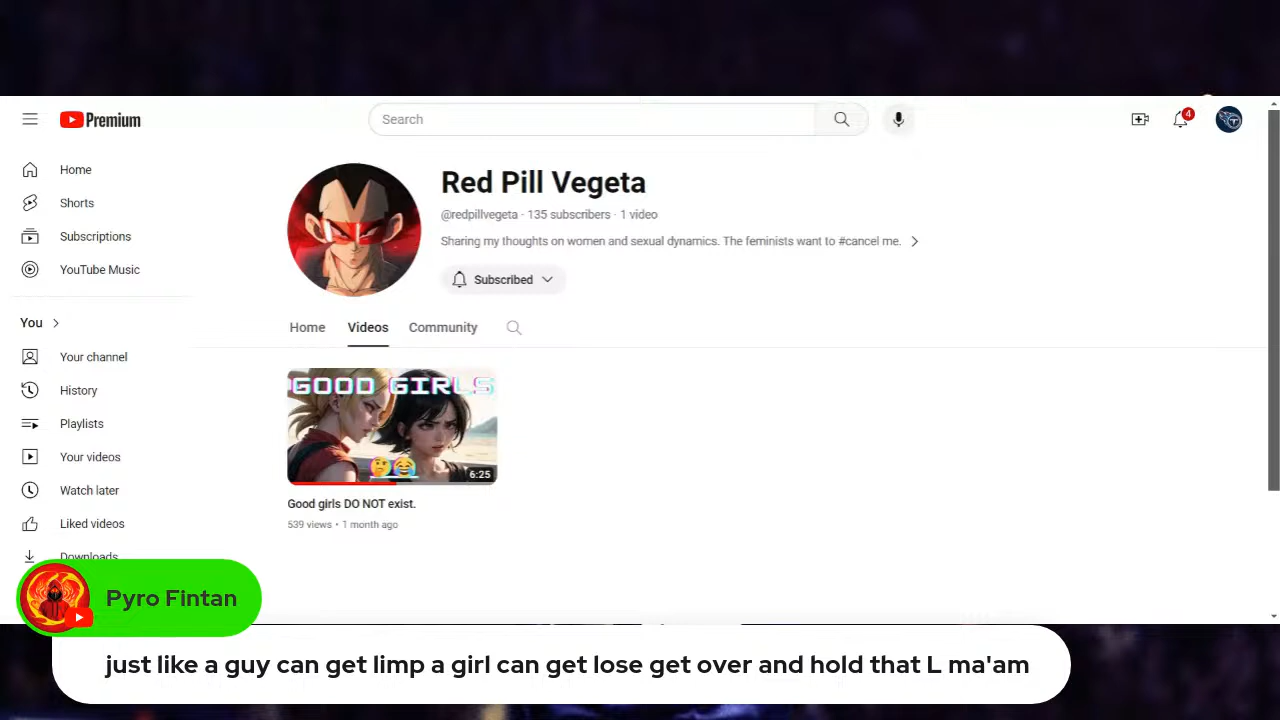 Premium
Search
4
Home
Shorts
Subscriptions
YouTube Music
You
Your channel
History
Playlists
Watch later
Your videos
Liked videos
Downloads
Red Pill Vegeta
@redpillvegeta · 135 subscribers · 1 video
Sharing my thoughts on women and sexual dynamics. The feminists want to #cancel me.
Subscribed
Home Videos Community
GOOD GIRLS
6:25
Good girls DO NOT exist.
539 views • 1 month ago
Pyro Fintan
just like a guy can get limp a girl can get lose get over and hold that L ma'am